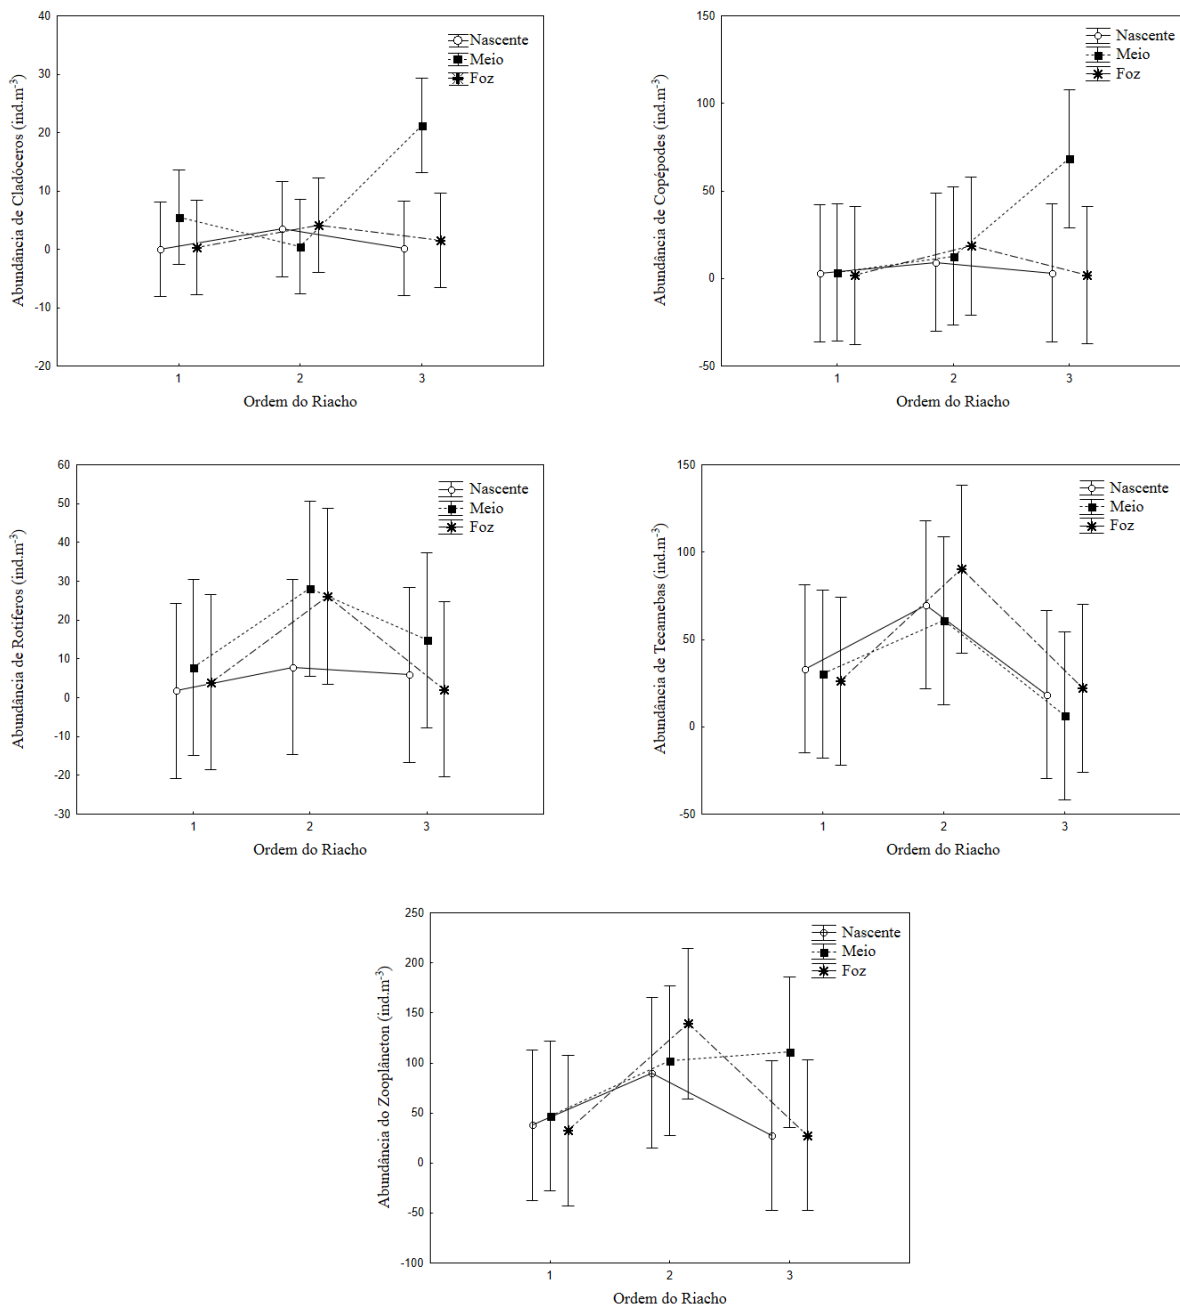 Abundância de Cladóceros (ind.m-3)
40
30
20
10
0
-10
-20
1
2
3
Ordem do Riacho
Nascente
Meio
Foz
Abundância de Copépodes (ind.m-3)
150
100
50
0
-50
1
2
3
Ordem do Riacho
Nascente
Meio
Foz
Abundância de Rotíferos (ind.m-3)
60
50
40
30
20
10
0
-10
-20
-30
1
2
3
Ordem do Riacho
Nascente
Meio
Foz
Abundância de Tecamebas (ind.m-3)
150
100
50
0
-50
1
2
3
Ordem do Riacho
Nascente
Meio
Foz
Abundância do Zooplâncton (ind.m-3)
250
200
150
100
50
0
-50
-100
1
2
3
Ordem do Riacho
Nascente
Meio
Foz